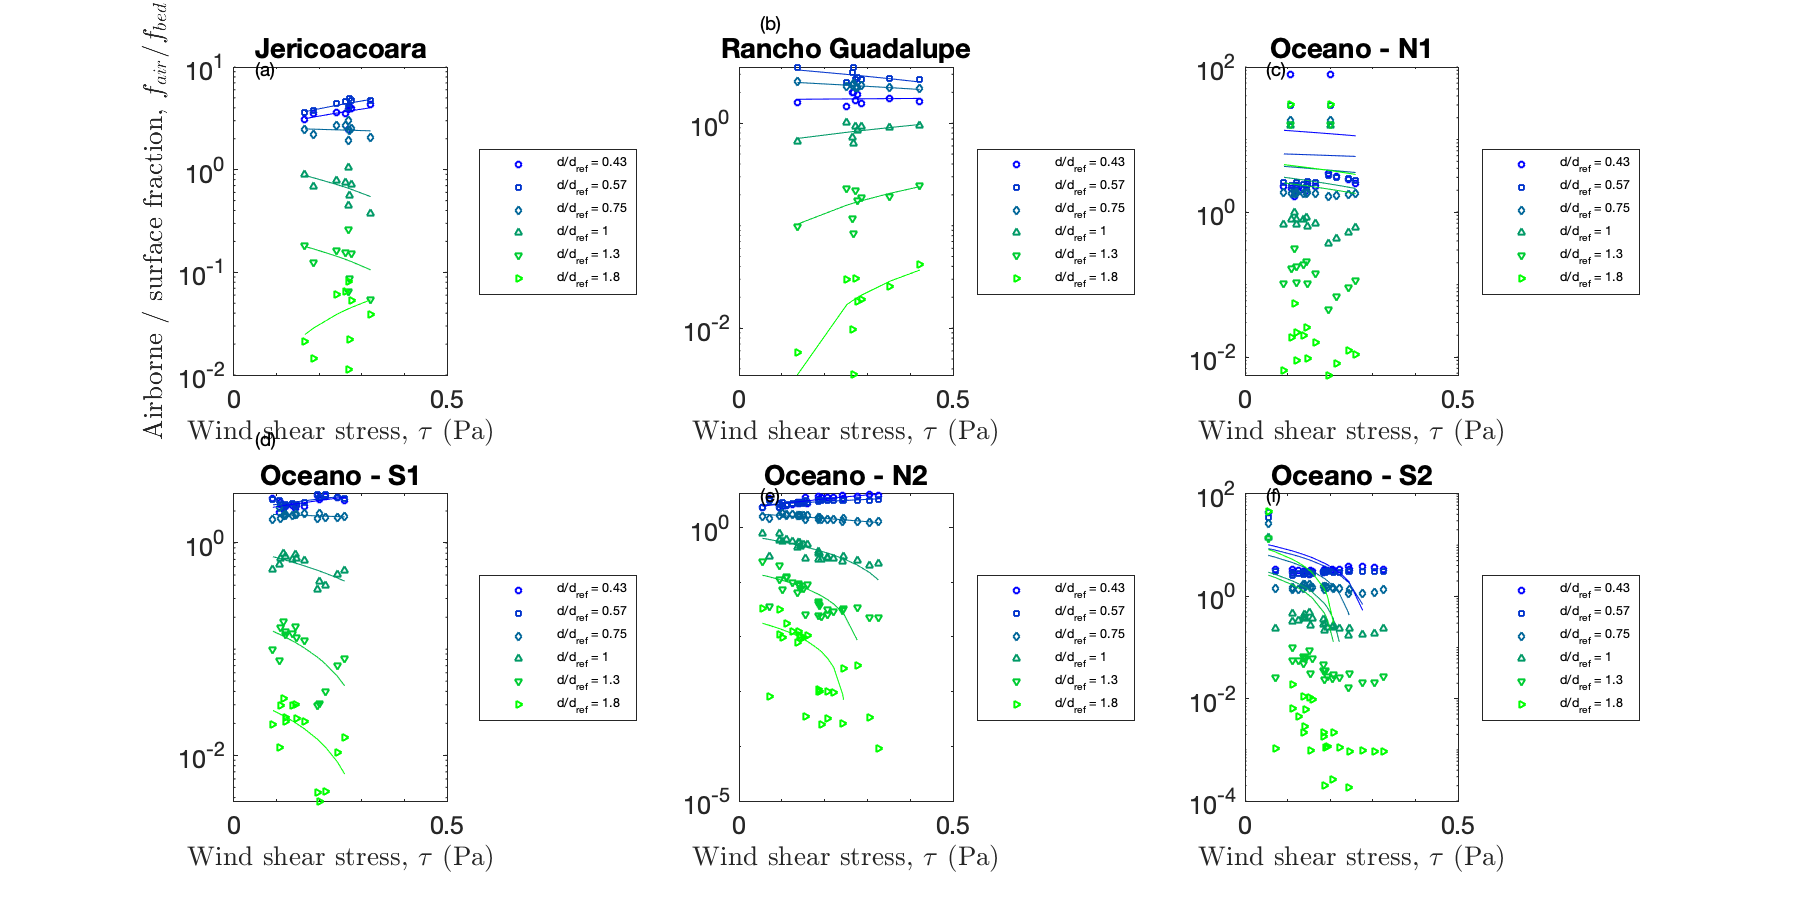 Airborne / surface fraction, f_air/f_bed
Jericoacoara
(a)
10^1
10^0
10^-1
10^-2
0
0.5
Wind shear stress, τ (Pa)
d/d_ref = 0.43
d/d_ref = 0.57
d/d_ref = 0.75
d/d_ref = 1
d/d_ref = 1.3
d/d_ref = 1.8
(b)
Rancho Guadalupe
10^0
10^-2
0
0.5
Wind shear stress, τ (Pa)
d/d_ref = 0.43
d/d_ref = 0.57
d/d_ref = 0.75
d/d_ref = 1
d/d_ref = 1.3
d/d_ref = 1.8
Oceano - N1
(c)
10^2
10^0
10^-2
0
0.5
Wind shear stress, τ (Pa)
d/d_ref = 0.43
d/d_ref = 0.57
d/d_ref = 0.75
d/d_ref = 1
d/d_ref = 1.3
d/d_ref = 1.8
(d)
Oceano - S1
10^0
10^-2
0
0.5
Wind shear stress, τ (Pa)
d/d_ref = 0.43
d/d_ref = 0.57
d/d_ref = 0.75
d/d_ref = 1
d/d_ref = 1.3
d/d_ref = 1.8
Oceano - N2
(e)
10^0
10^-5
0
0.5
Wind shear stress, τ (Pa)
d/d_ref = 0.43
d/d_ref = 0.57
d/d_ref = 0.75
d/d_ref = 1
d/d_ref = 1.3
d/d_ref = 1.8
Oceano - S2
(f)
10^2
10^0
10^-2
10^-4
0
0.5
Wind shear stress, τ (Pa)
d/d_ref = 0.43
d/d_ref = 0.57
d/d_ref = 0.75
d/d_ref = 1
d/d_ref = 1.3
d/d_ref = 1.8